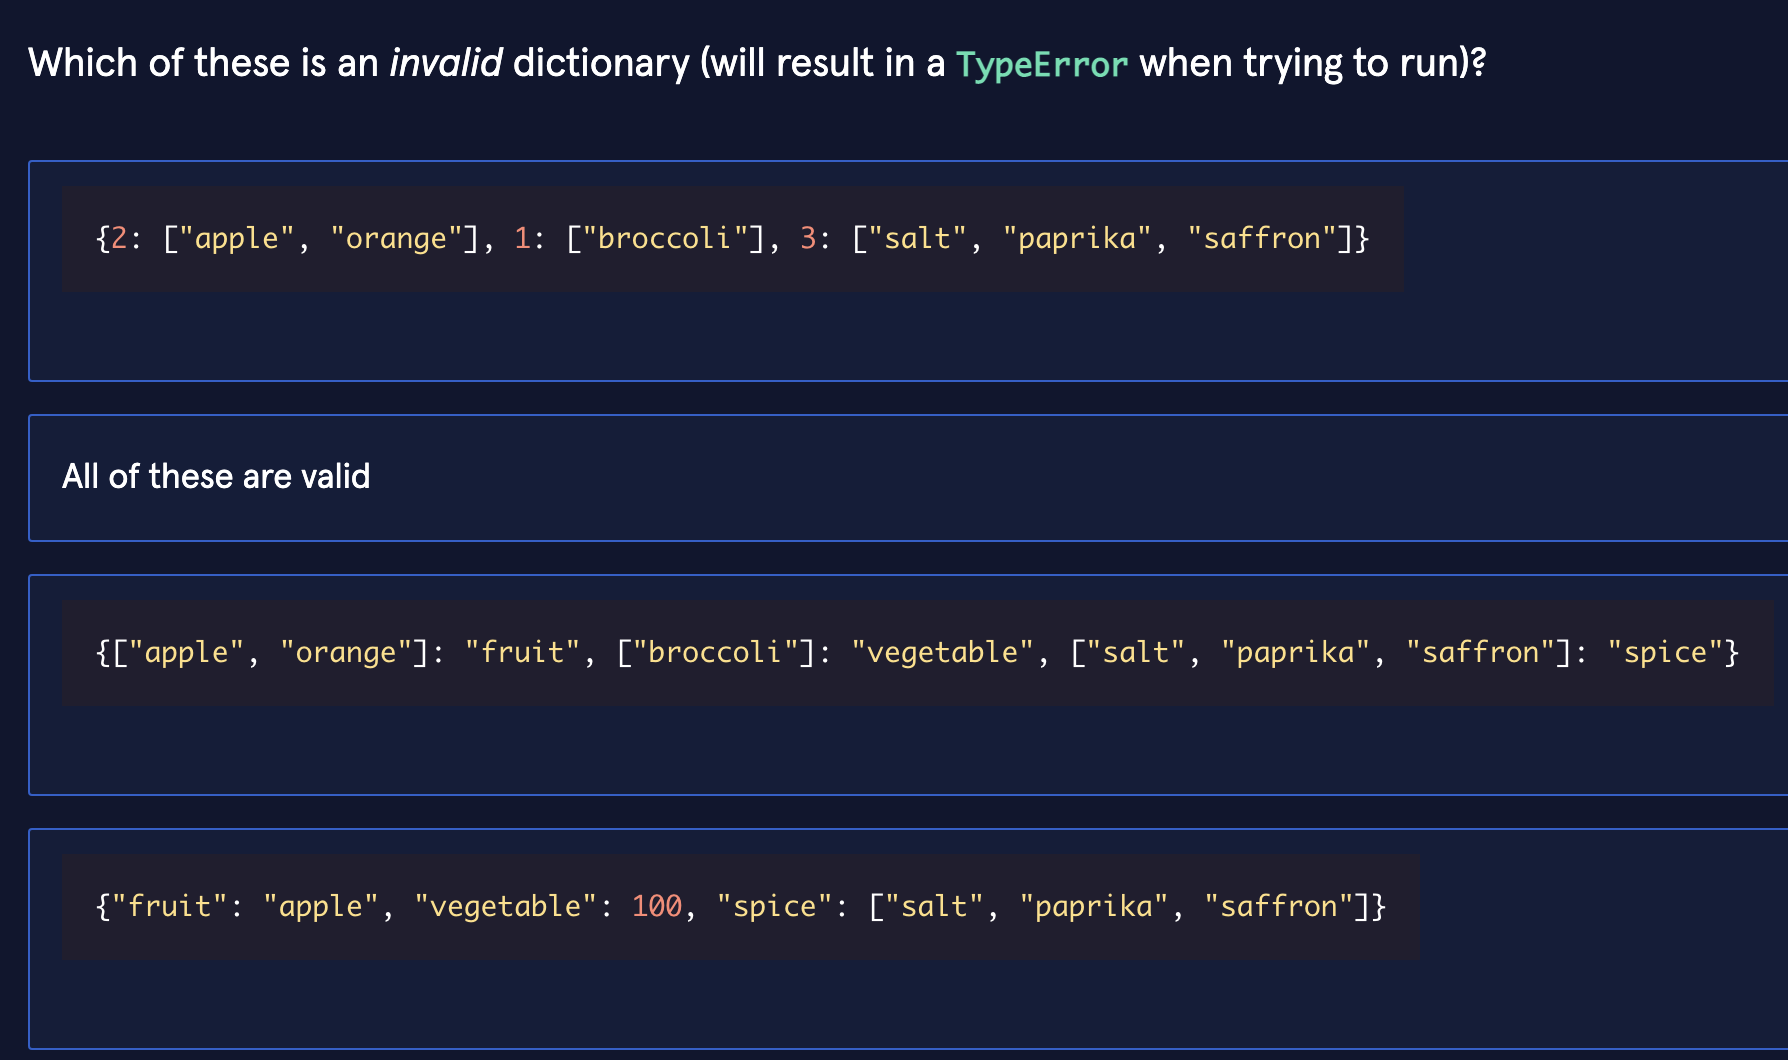 Which of these is an invalid dictionary (will result in a TypeError when trying to run)?
{2: ["apple", "orange"], 1: ["broccoli"], 3: ["salt", "paprika", "saffron"]}
All of these are valid
{["apple", "orange"]: "fruit", ["broccoli"]: "vegetable", ["salt", "paprika", "saffron"]: "spice"}
{"fruit": "apple", "vegetable": 100, "spice": ["salt", "paprika", "saffron"]}